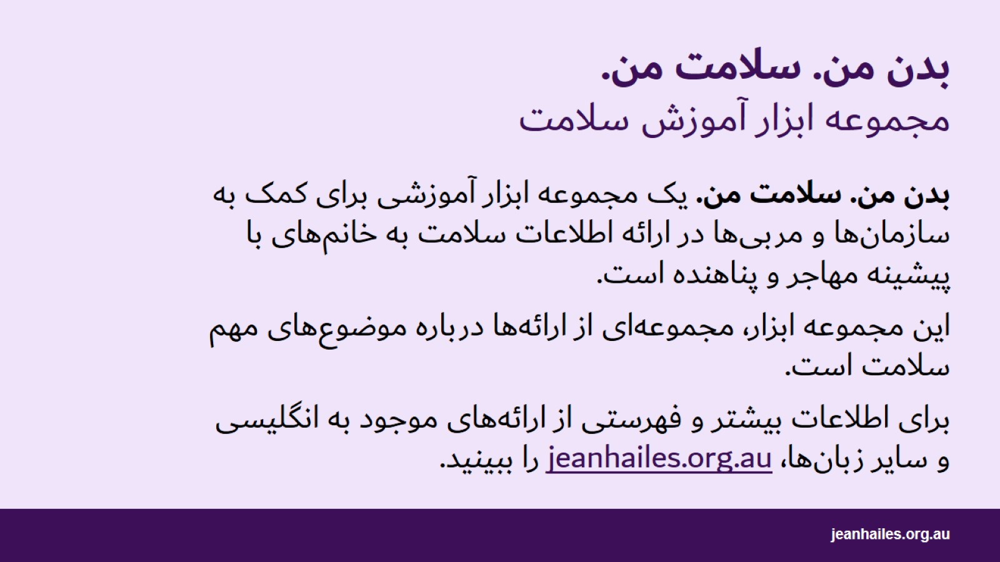 بدن من. سلامت من.
مجموعه ابزار آموزش سلامت
بدن من. سلامت من. یک مجموعه ابزار آموزشی برای کمک به
سازمان‌ها و مربی‌ها در ارائه اطلاعات سلامت به خانم‌های با
پیشینه مهاجر و پناهنده است.
این مجموعه ابزار، مجموعه‌ای از ارائه‌ها درباره موضوع‌های مهم
سلامت است.
برای اطلاعات بیشتر و فهرستی از ارائه‌های موجود به انگلیسی
و سایر زبان‌ها، jeanhailes.org.au را ببینید.
jeanhailes.org.au